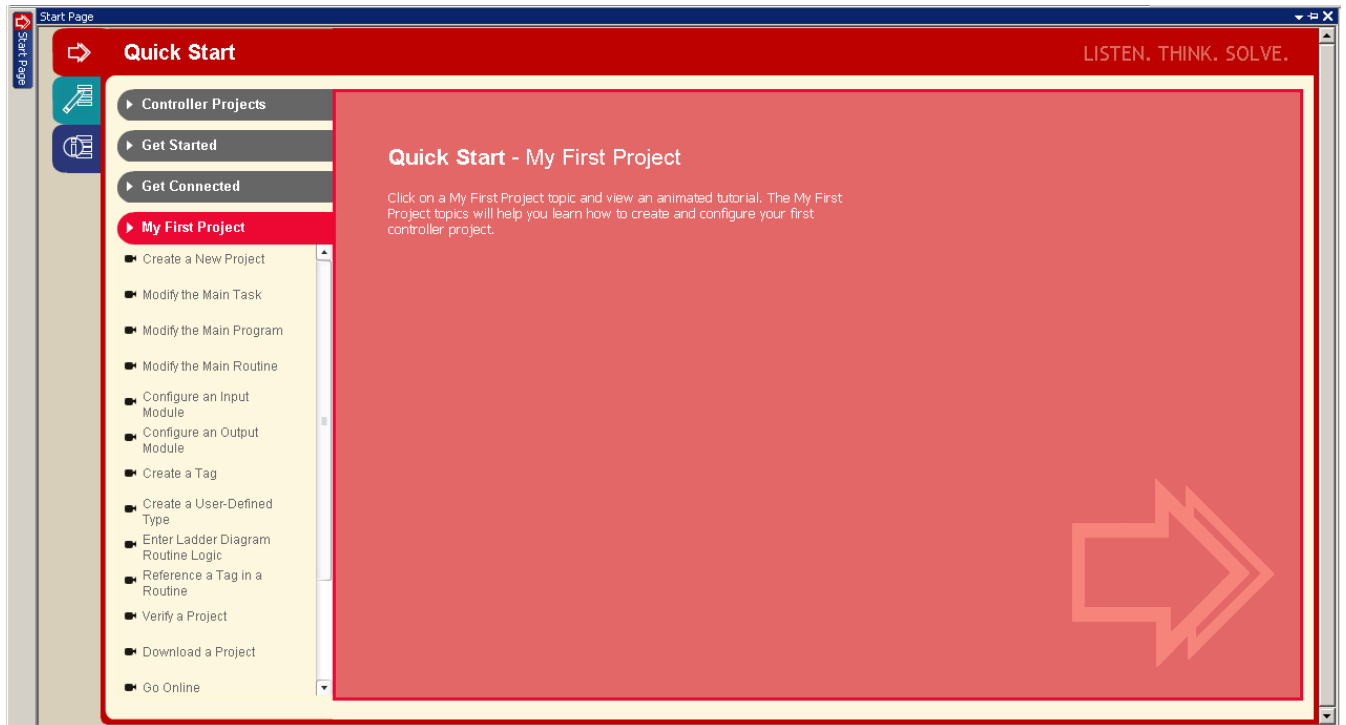 Start Page
Start Page
Quick Start
LISTEN. THINK. SOLVE.
Controller Projects
Get Started
Get Connected
My First Project
Create a New Project
Modify the Main Task
Modify the Main Program
Modify the Main Routine
Configure an Input
Module
Configure an Output
Module
Create a Tag
Create a User-Defined
Type
Enter Ladder Diagram
Routine Logic
Reference a Tag in a
Routine
Verify a Project
Download a Project
Go Online
Quick Start - My First Project
Click on a My First Project topic and view an animated tutorial. The My First
Project topics will help you learn how to create and configure your first
controller project.